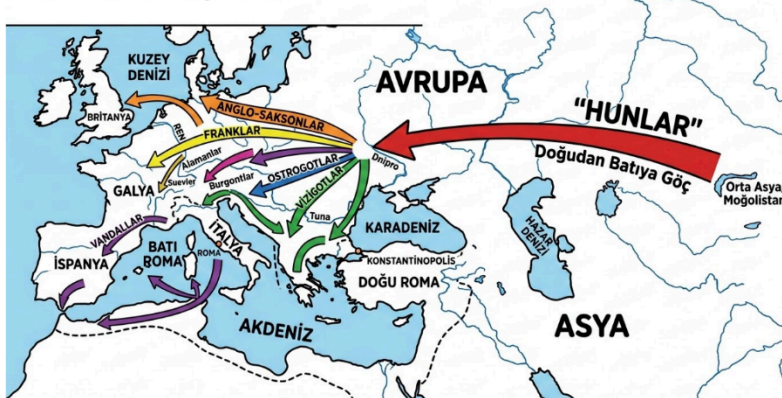 KUZEY
DENİZİ
BRİTANYA
REN
AVRUPA
ANGLO-SAKSONLAR
FRANKLAR
Alamanlar
Suevler
Burgontlar
OSTROGOTLAR
VİZİGOTLAR
Dnipro
"HUNLAR"
Doğudan Batıya Göç
Orta Asya,
Moğolistan
GALYA
VANDALLAR
İSPANYA
BATI
ROMA
İTALYA
ROMA
Tuna
KARADENİZ
KONSTANTİNOPOLİS
DOĞU ROMA
HAZAR
DENİZİ
AKDENİZ
ASYA